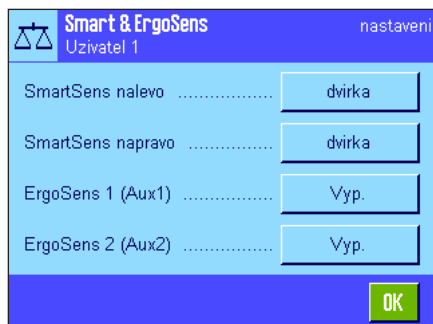 Smart & ErgoSens nastaveni
Uzivatel 1
SmartSens nalevo ................. dvirka
SmartSens napravo ............... dvirka
ErgoSens 1 (Aux1) ................ Vyp.
ErgoSens 2 (Aux2) ................ Vyp.
OK